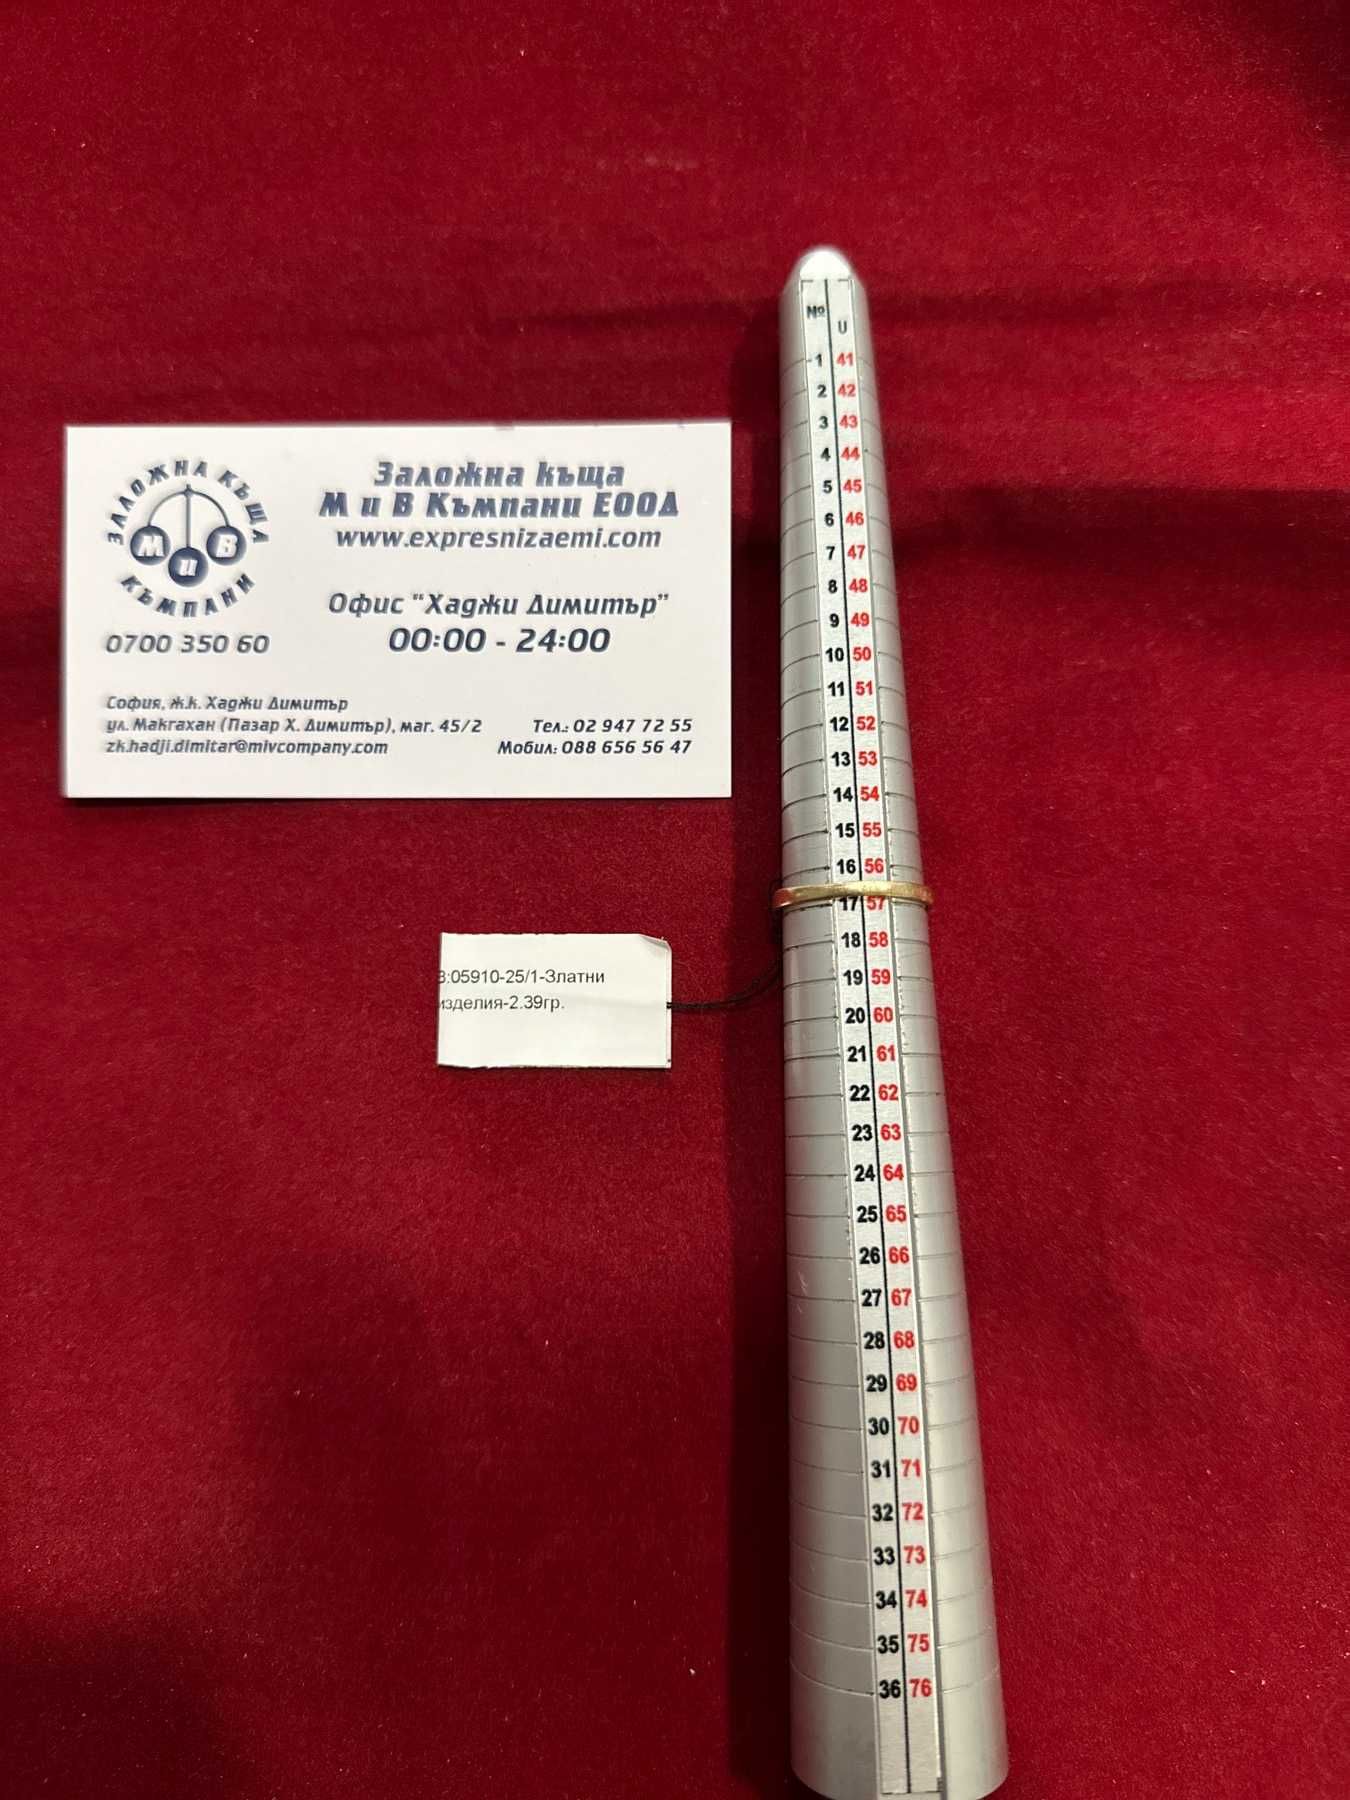 ЗАЛОЖНА КЪЩА
М и В
КЪМПАНИ
0700 350 60
Заложна къща
М и В Къмпани ЕООД
www.expresnizaemi.com
Офис "Хаджи Димитър"
00:00 - 24:00
София, ж.к. Хаджи Димитър
ул. Макгахан (Пазар Х. Димитър), маг. 45/2
zk.hadji.dimitar@mivcompany.com
Тел.: 02 947 72 55
Мобил: 088 656 56 47
:05910-25/1-Златни
изделия-2.39гр.
№ U
1 41
2 42
3 43
4 44
5 45
6 46
7 47
8 48
9 49
10 50
11 51
12 52
13 53
14 54
15 55
16 56
17 57
18 58
19 59
20 60
21 61
22 62
23 63
24 64
25 65
26 66
27 67
28 68
29 69
30 70
31 71
32 72
33 73
34 74
35 75
36 76